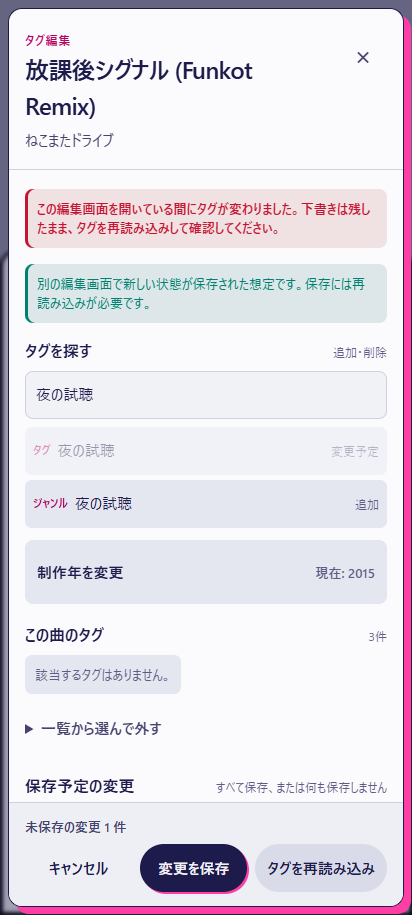 タグ編集
放課後シグナル (Funkot
Remix)
ねこまたドライブ
この編集画面を開いている間にタグが変わりました。下書きは残し
たまま、タグを再読み込みして確認してください。
別の編集画面で新しい状態が保存された想定です。保存には再
読み込みが必要です。
タグを探す 追加・削除
夜の試聴
タグ 夜の試聴 変更予定
ジャンル 夜の試聴 追加
制作年を変更 現在: 2015
この曲のタグ 3件
該当するタグはありません。
▶ 一覧から選んで外す
保存予定の変更 すべて保存、または何も保存しません
未保存の変更 1 件
キャンセル 変更を保存 タグを再読み込み